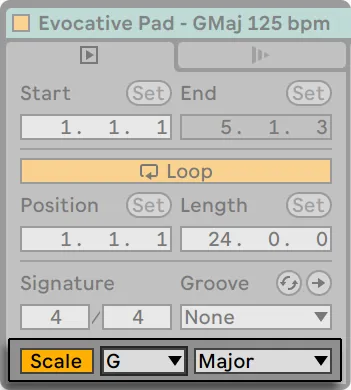 Evocative Pad - GMaj 125 bpm
Start Set End Set
1. 1. 1 5. 1. 3
Loop
Position Set Length Set
1. 1. 1 24. 0. 0
Signature Groove
4 / 4 None
Scale G Major